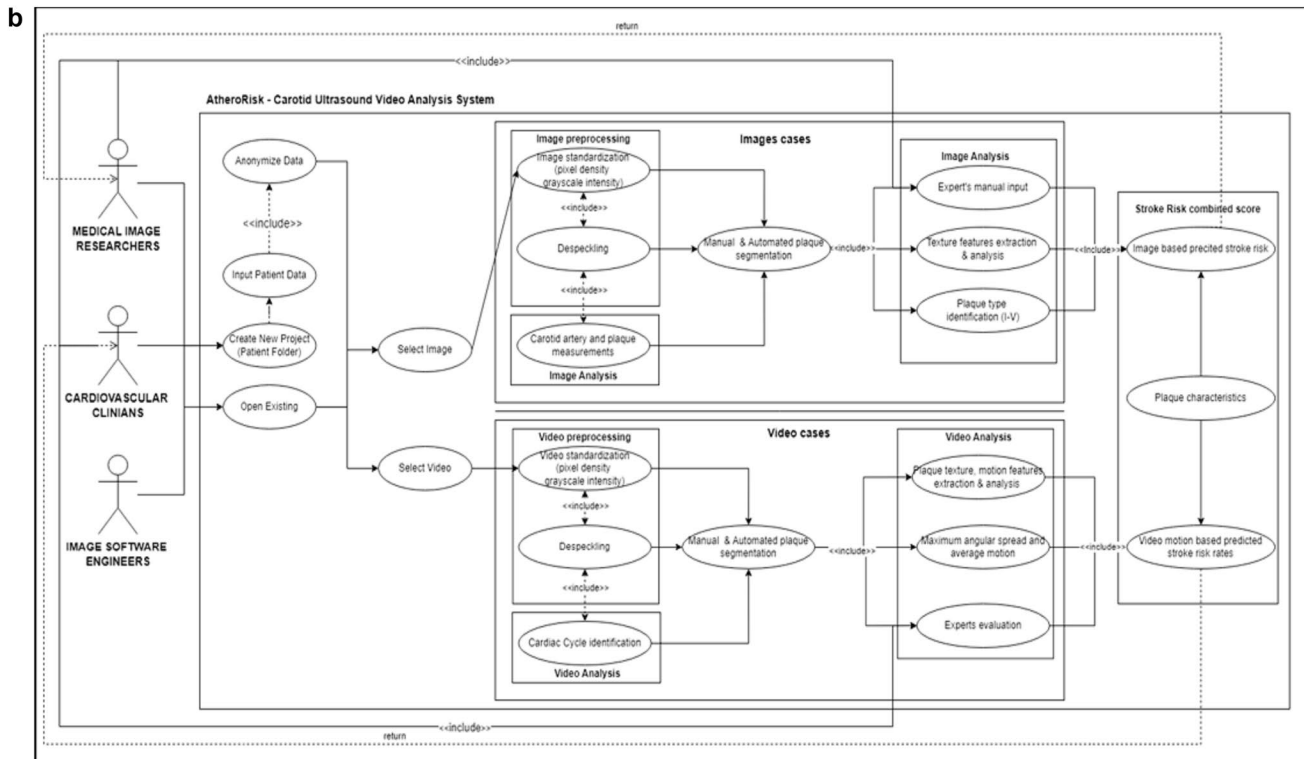 b
return
<<include>>
AtheroRisk - Carotid Ultrasound Video Analysis System
MEDICAL IMAGE
RESEARCHERS
CARDIOVASCULAR
CLINIANS
IMAGE SOFTWARE
ENGINEERS
Anonymize Data
<<include>>
Input Patient Data
Create New Project
(Patient Folder)
Open Existing
Select Image
Select Video
Images cases
Image preprocessing
Image standardization
(pixel density
grayscale intensity)
<<include>>
Despeckling
<<include>>
Carotid artery and plaque
measurements
Image Analysis
Manual & Automated plaque
segmentation
<<include>>
Image Analysis
Expert's manual input
Texture features extraction
& analysis
Plaque type
identification (I-V)
<<Include>>
Stroke Risk combined score
Image based precited stroke risk
Plaque characteristics
Video motion based predicted
stroke risk rates
Video cases
Video preprocessing
Video standardization
(pixel density
grayscale intensity)
<<include>>
Despeckling
<<include>>
Cardiac Cycle identification
Video Analysis
Manual & Automated plaque
segmentation
<<include>>
Video Analysis
Plaque texture, motion features
extraction & analysis
Maximum angular spread and
average motion
Experts evaluation
<<include>>
<<include>>
return